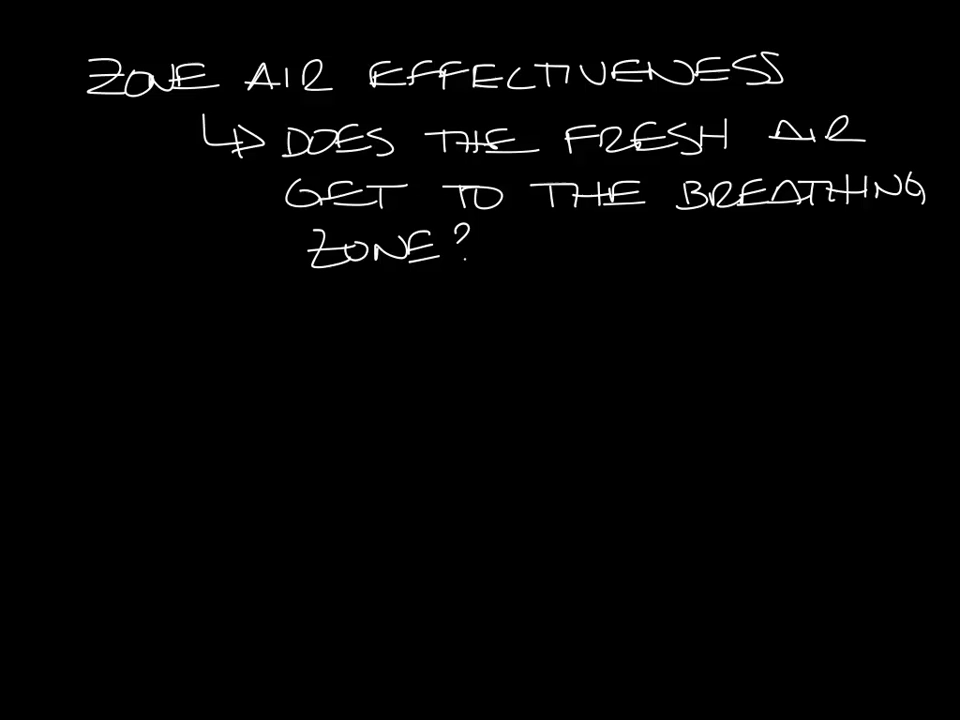 ZONE AIR EFFECTIVENESS
↳ DOES THE FRESH AIR
GET TO THE BREATHING
ZONE?